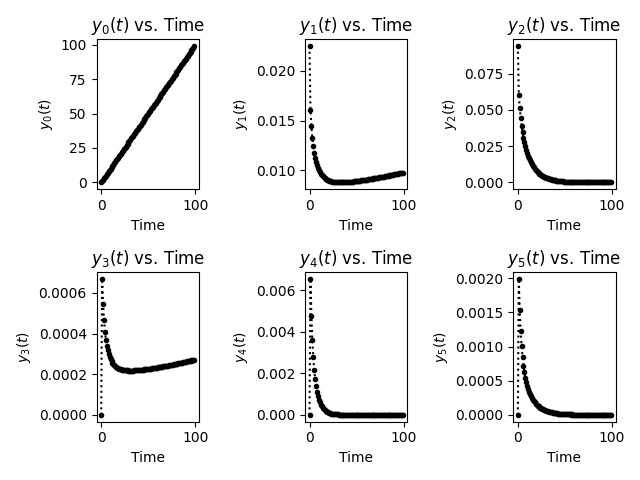 y₀(t) vs. Time
100
75
50
25
0
y₀(t)
0 100
Time
y₁(t) vs. Time
0.020
0.015
0.010
y₁(t)
0 100
Time
y₂(t) vs. Time
0.075
0.050
0.025
0.000
y₂(t)
0 100
Time
y₃(t) vs. Time
0.0006
0.0004
0.0002
0.0000
y₃(t)
0 100
Time
y₄(t) vs. Time
0.006
0.004
0.002
0.000
y₄(t)
0 100
Time
y₅(t) vs. Time
0.0020
0.0015
0.0010
0.0005
0.0000
y₅(t)
0 100
Time